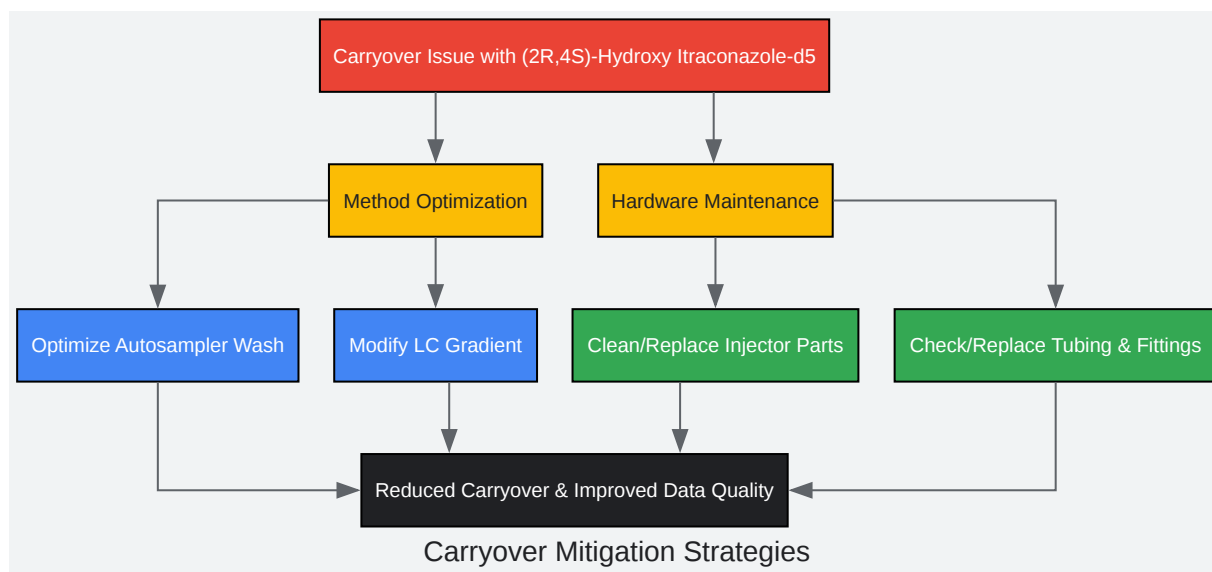 Carryover Issue with (2R,4S)-Hydroxy Itraconazole-d5
Method Optimization
Hardware Maintenance
Optimize Autosampler Wash
Modify LC Gradient
Clean/Replace Injector Parts
Check/Replace Tubing & Fittings
Reduced Carryover & Improved Data Quality
Carryover Mitigation Strategies